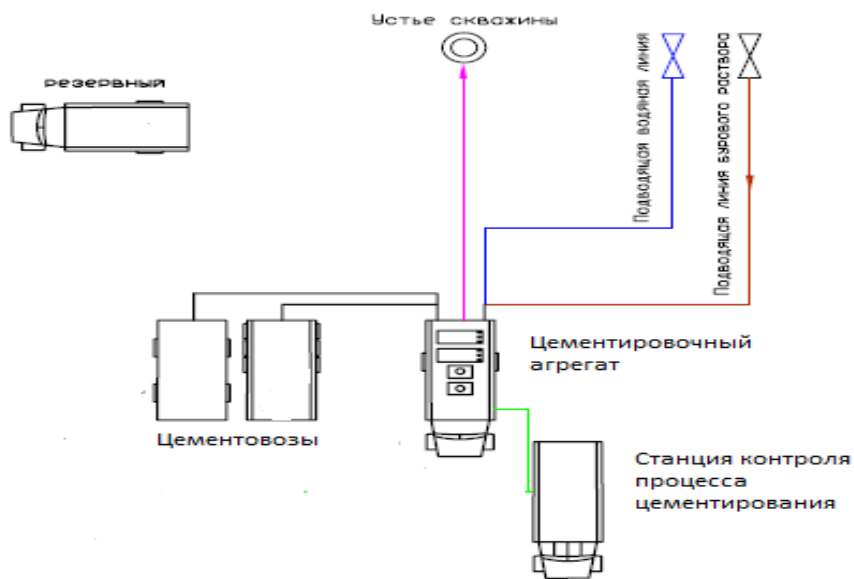 Устье скважины
резервный
Подводящая водяная линия
Подводящая линия бурового раствора
Цементировочный
агрегат
Цементовозы
Станция контроля
процесса
цементирования